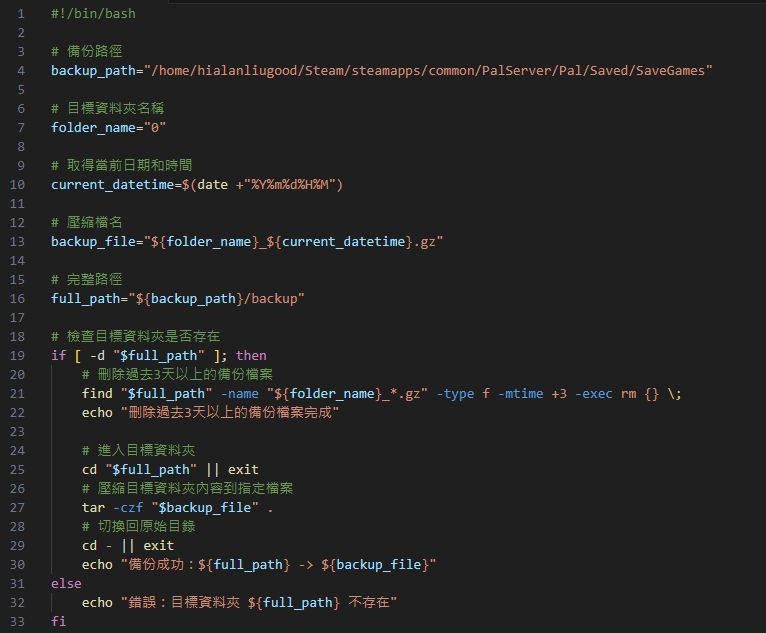 1 #!/bin/bash
2
3 # 備份路徑
4 backup_path="/home/hialanliugood/Steam/steamapps/common/PalServer/Pal/Saved/SaveGames"
5
6 # 目標資料夾名稱
7 folder_name="0"
8
9 # 取得當前日期和時間
10 current_datetime=$(date +"%Y%m%d%H%M")
11
12 # 壓縮檔名
13 backup_file="${folder_name}_${current_datetime}.gz"
14
15 # 完整路徑
16 full_path="${backup_path}/backup"
17
18 # 檢查目標資料夾是否存在
19 if [ -d "$full_path" ]; then
20     # 刪除過去3天以上的備份檔案
21     find "$full_path" -name "${folder_name}_*.gz" -type f -mtime +3 -exec rm {} \;
22     echo "刪除過去3天以上的備份檔案完成"
23
24     # 進入目標資料夾
25     cd "$full_path" || exit
26     # 壓縮目標資料夾內容到指定檔案
27     tar -czf "$backup_file" .
28     # 切換回原始目錄
29     cd - || exit
30     echo "備份成功：${full_path} -> ${backup_file}"
31 else
32     echo "錯誤：目標資料夾 ${full_path} 不存在"
33 fi